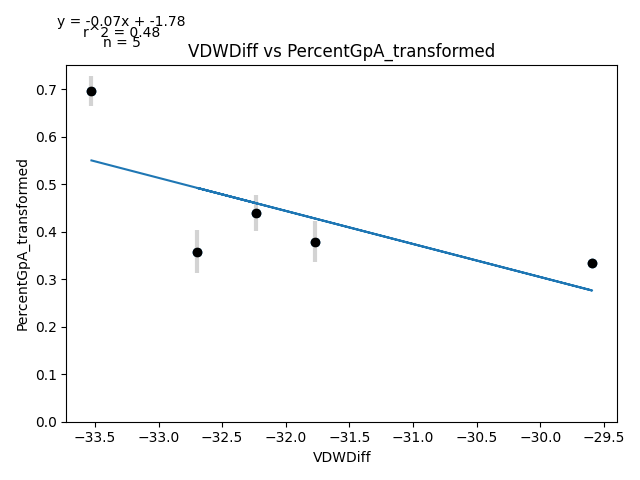 y = -0.07x + -1.78
r^2 = 0.48
n = 5
VDWDiff vs PercentGpA_transformed
PercentGpA_transformed
0.7
0.6
0.5
0.4
0.3
0.2
0.1
0.0
−33.5 −33.0 −32.5 −32.0 −31.5 −31.0 −30.5 −30.0 −29.5
VDWDiff